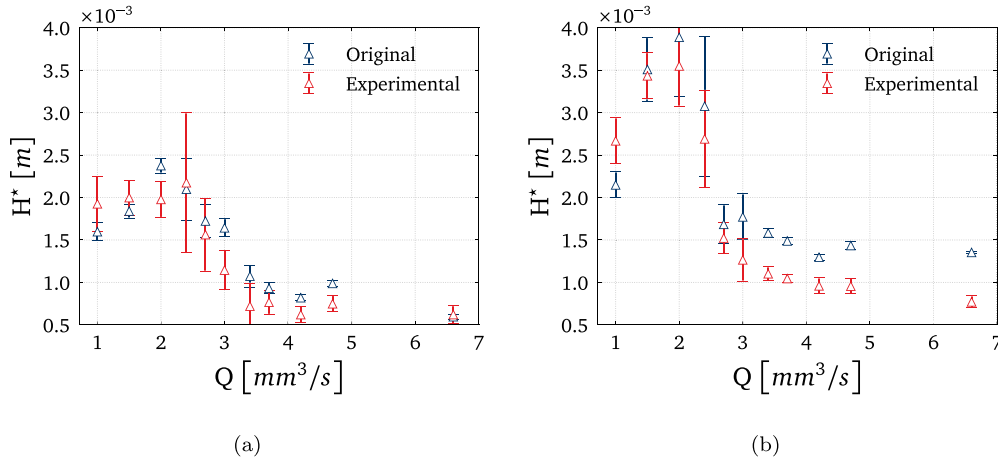 ×10⁻³
4.0
3.5
3.0
2.5
2.0
1.5
1.0
0.5
H⋆ [m]
Original
Experimental
1 2 3 4 5 6 7
Q [mm³/s]
(a)
×10⁻³
4.0
3.5
3.0
2.5
2.0
1.5
1.0
0.5
H⋆ [m]
Original
Experimental
1 2 3 4 5 6 7
Q [mm³/s]
(b)